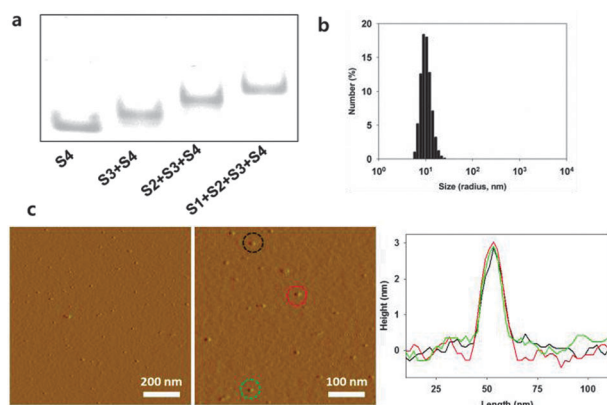 a
S4
S3+S4
S2+S3+S4
S1+S2+S3+S4
b
Number (%)
20
15
10
5
0
10⁰ 10¹ 10² 10³ 10⁴
Size (radius, nm)
c
200 nm
100 nm
Height (nm)
3
2
1
0
25 50 75 100
Length (nm)